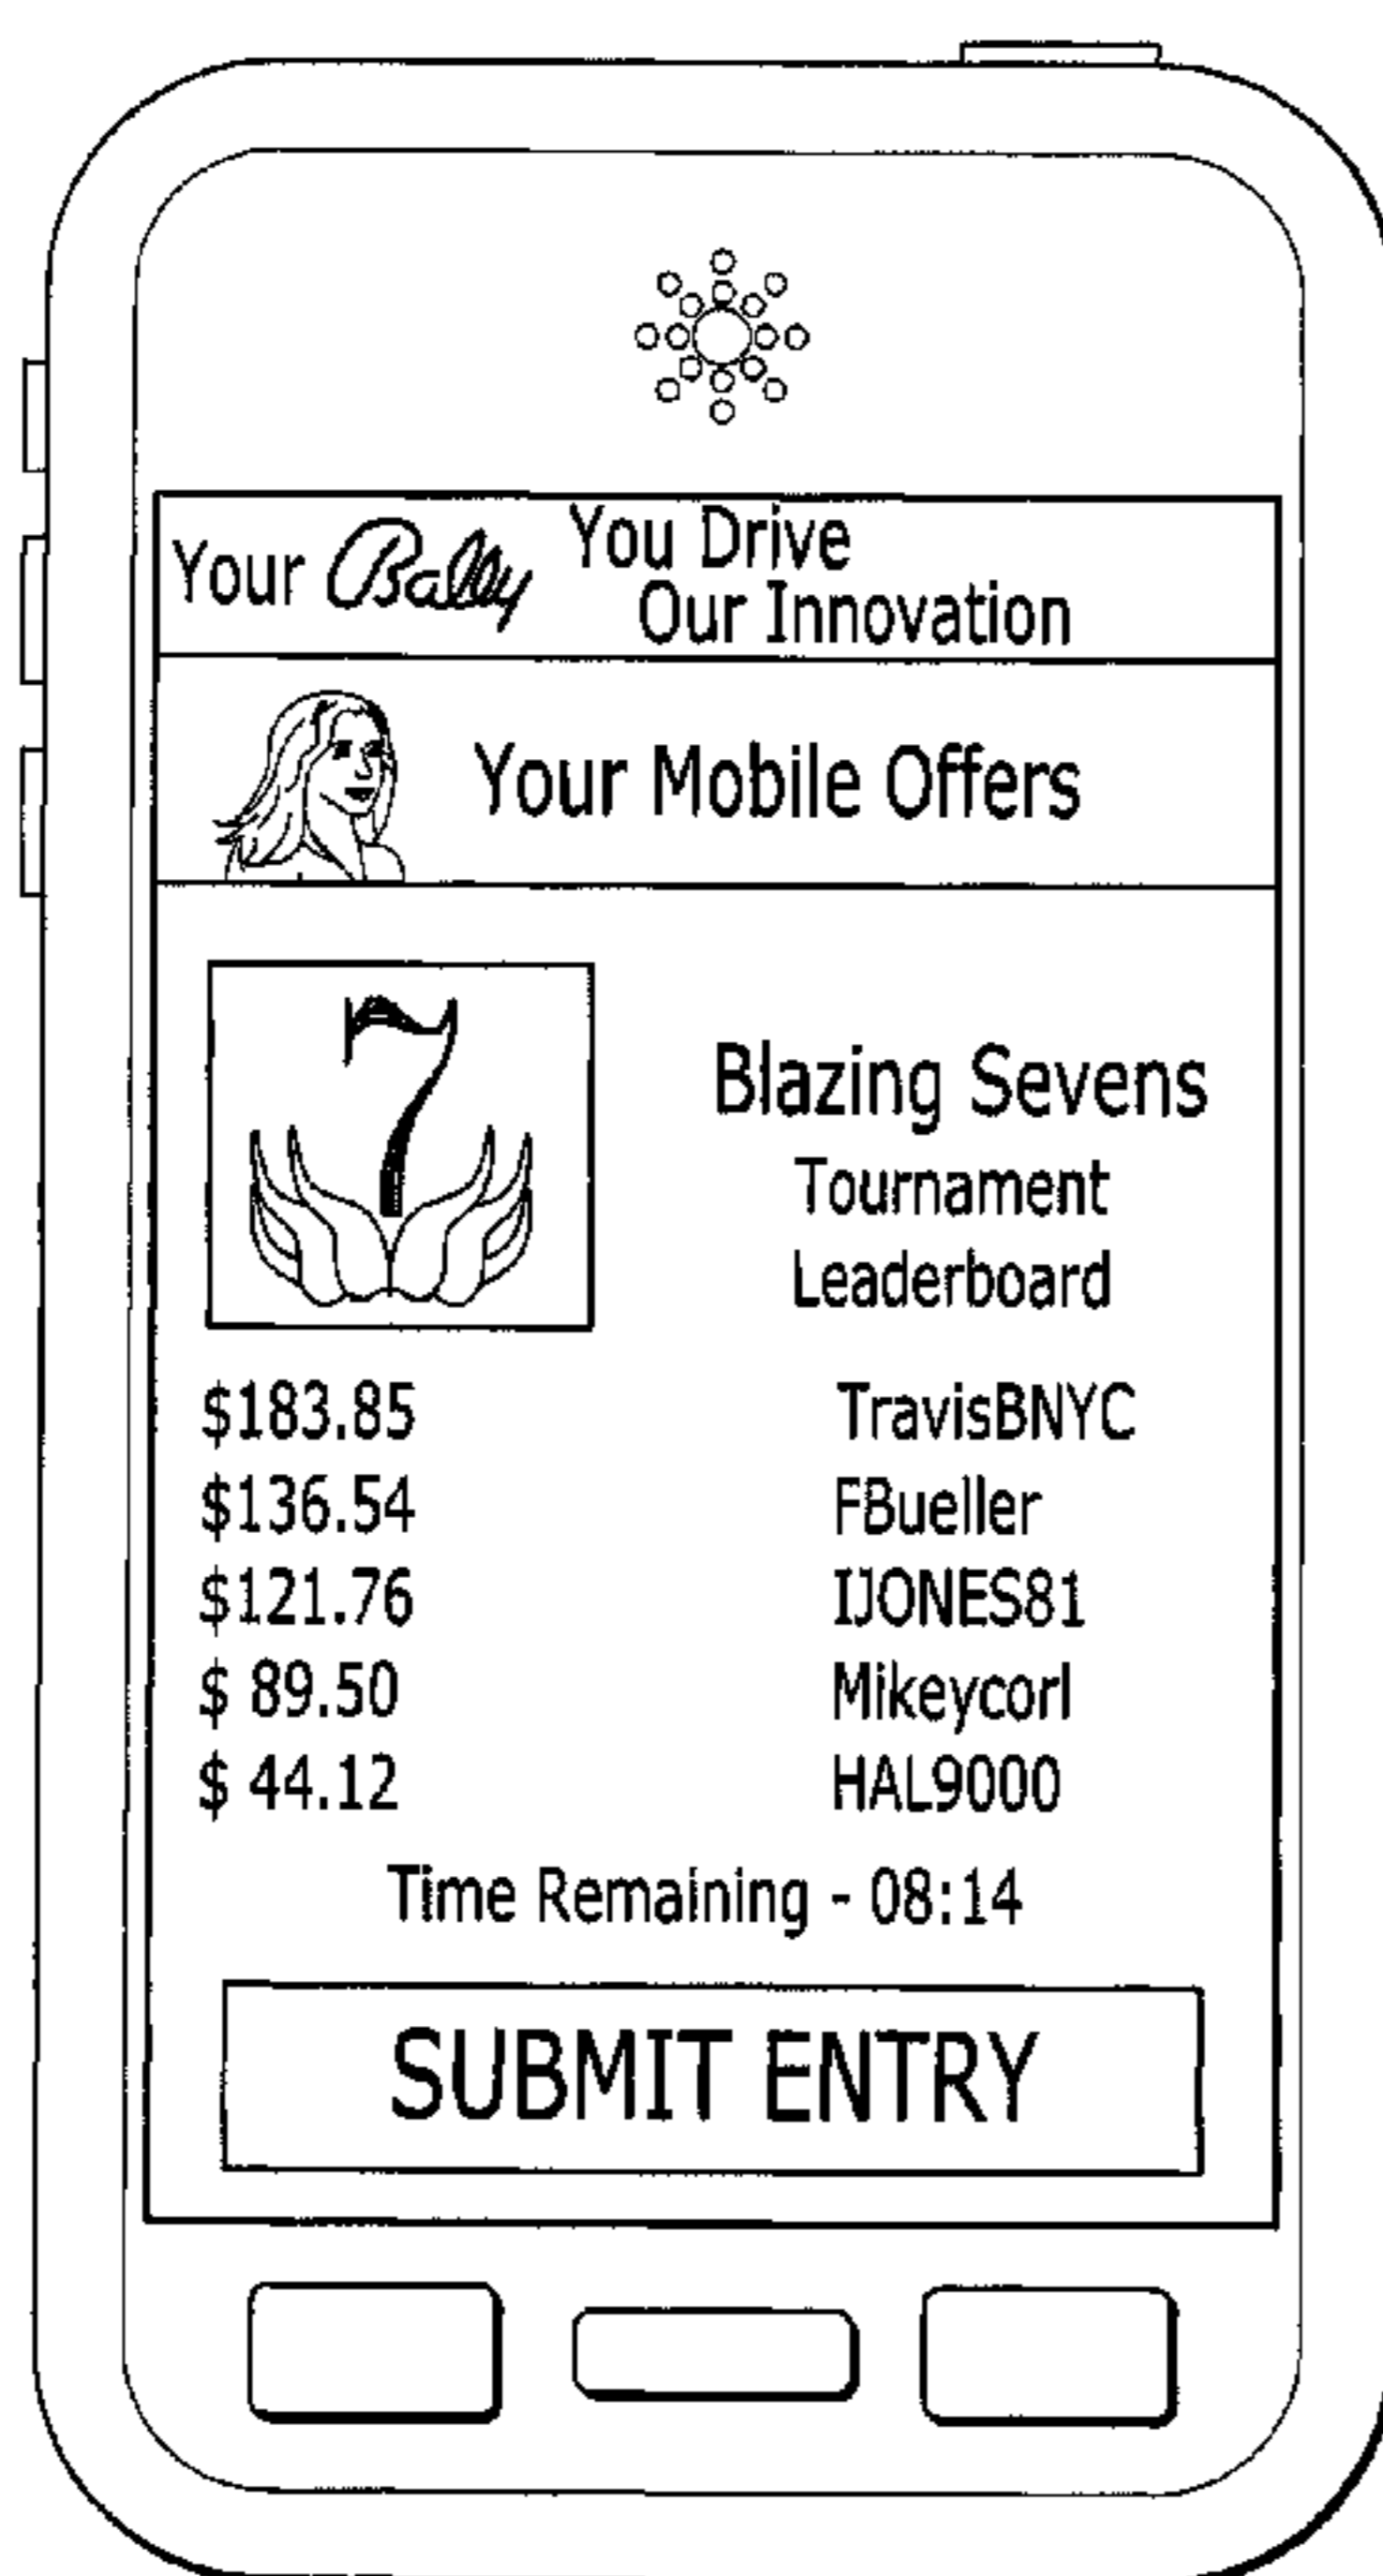 Your Bally You Drive
Our Innovation
Your Mobile Offers
7
Blazing Sevens
Tournament
Leaderboard
$183.85 TravisBNYC
$136.54 FBueller
$121.76 IJONES81
$ 89.50 Mikeycorl
$ 44.12 HAL9000
Time Remaining - 08:14
SUBMIT ENTRY